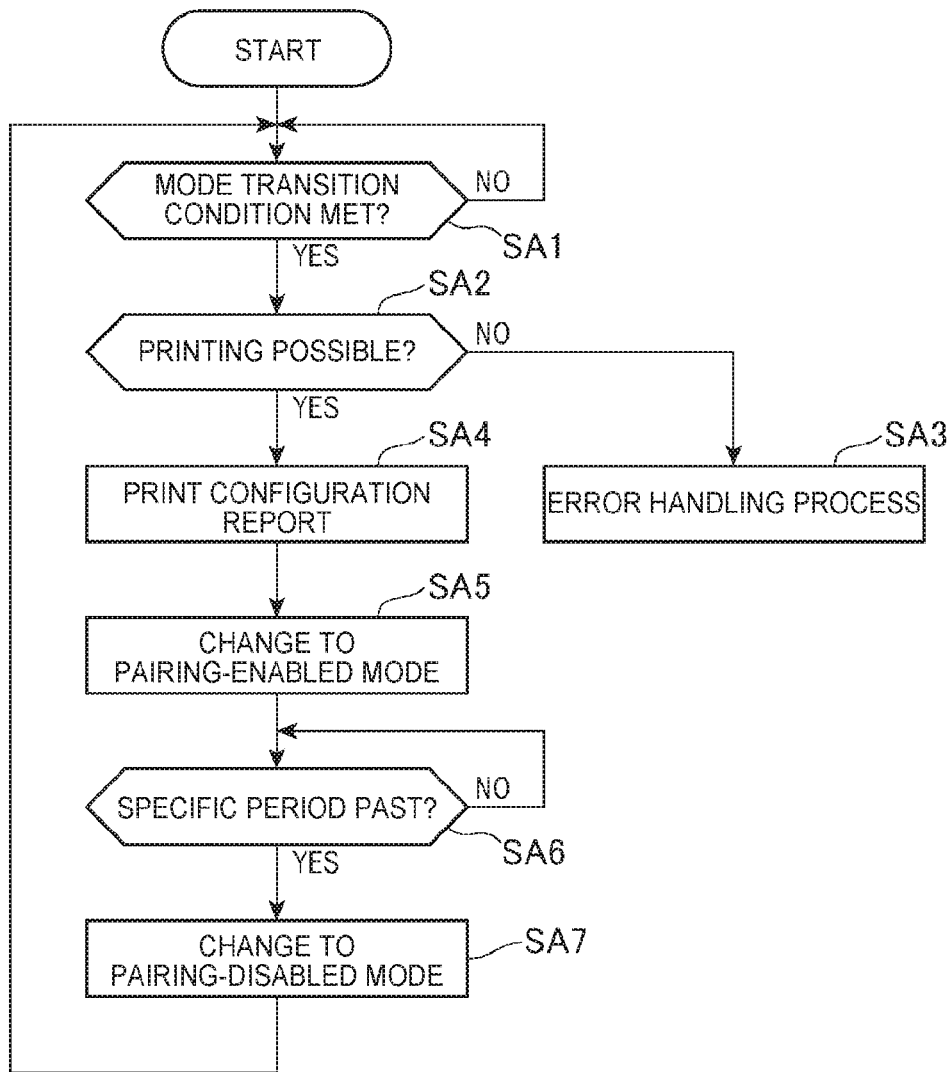 START
MODE TRANSITION
CONDITION MET?
NO
SA1
YES
SA2
PRINTING POSSIBLE?
NO
YES
SA4
SA3
PRINT CONFIGURATION
REPORT
ERROR HANDLING PROCESS
SA5
CHANGE TO
PAIRING-ENABLED MODE
SPECIFIC PERIOD PAST?
NO
SA6
YES
CHANGE TO
PAIRING-DISABLED MODE
SA7